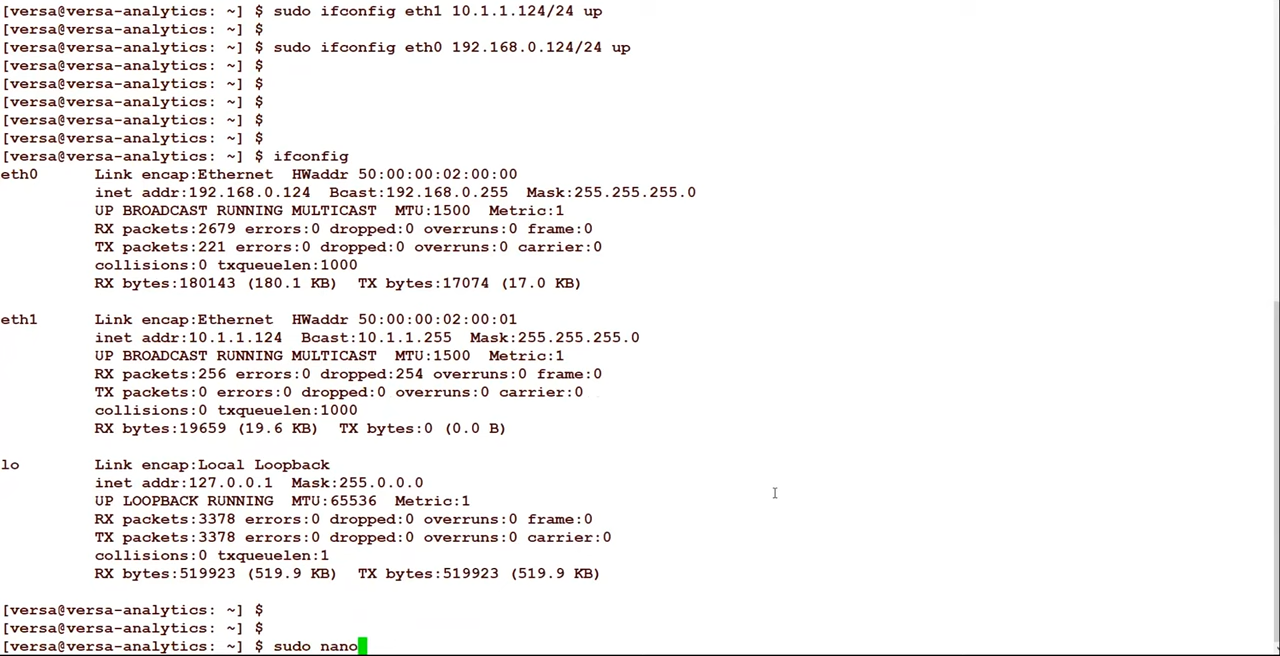 [versa@versa-analytics: ~] $ sudo ifconfig eth1 10.1.1.124/24 up
[versa@versa-analytics: ~] $
[versa@versa-analytics: ~] $ sudo ifconfig eth0 192.168.0.124/24 up
[versa@versa-analytics: ~] $
[versa@versa-analytics: ~] $
[versa@versa-analytics: ~] $
[versa@versa-analytics: ~] $
[versa@versa-analytics: ~] $
[versa@versa-analytics: ~] $ ifconfig
eth0      Link encap:Ethernet  HWaddr 50:00:00:02:00:00
          inet addr:192.168.0.124  Bcast:192.168.0.255  Mask:255.255.255.0
          UP BROADCAST RUNNING MULTICAST  MTU:1500  Metric:1
          RX packets:2679 errors:0 dropped:0 overruns:0 frame:0
          TX packets:221 errors:0 dropped:0 overruns:0 carrier:0
          collisions:0 txqueuelen:1000
          RX bytes:180143 (180.1 KB)  TX bytes:17074 (17.0 KB)
eth1      Link encap:Ethernet  HWaddr 50:00:00:02:00:01
          inet addr:10.1.1.124  Bcast:10.1.1.255  Mask:255.255.255.0
          UP BROADCAST RUNNING MULTICAST  MTU:1500  Metric:1
          RX packets:256 errors:0 dropped:254 overruns:0 frame:0
          TX packets:0 errors:0 dropped:0 overruns:0 carrier:0
          collisions:0 txqueuelen:1000
          RX bytes:19659 (19.6 KB)  TX bytes:0 (0.0 B)
lo        Link encap:Local Loopback
          inet addr:127.0.0.1  Mask:255.0.0.0
          UP LOOPBACK RUNNING  MTU:65536  Metric:1
          RX packets:3378 errors:0 dropped:0 overruns:0 frame:0
          TX packets:3378 errors:0 dropped:0 overruns:0 carrier:0
          collisions:0 txqueuelen:1
          RX bytes:519923 (519.9 KB)  TX bytes:519923 (519.9 KB)
[versa@versa-analytics: ~] $
[versa@versa-analytics: ~] $
[versa@versa-analytics: ~] $ sudo nano